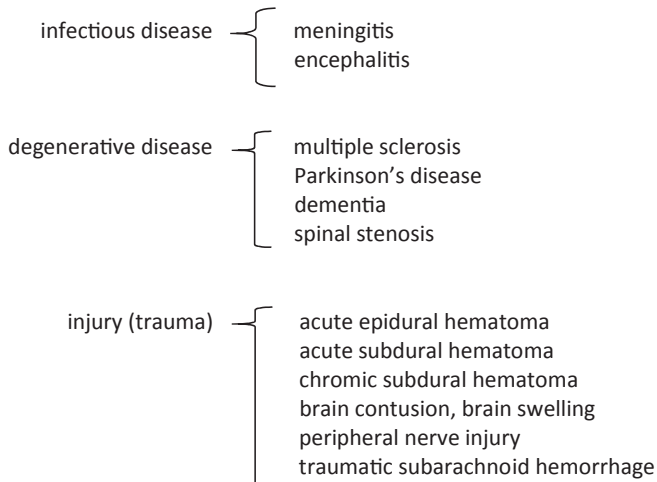 infectious disease
meningitis
encephalitis
degenerative disease
multiple sclerosis
Parkinson’s disease
dementia
spinal stenosis
injury (trauma)
acute epidural hematoma
acute subdural hematoma
chromic subdural hematoma
brain contusion, brain swelling
peripheral nerve injury
traumatic subarachnoid hemorrhage